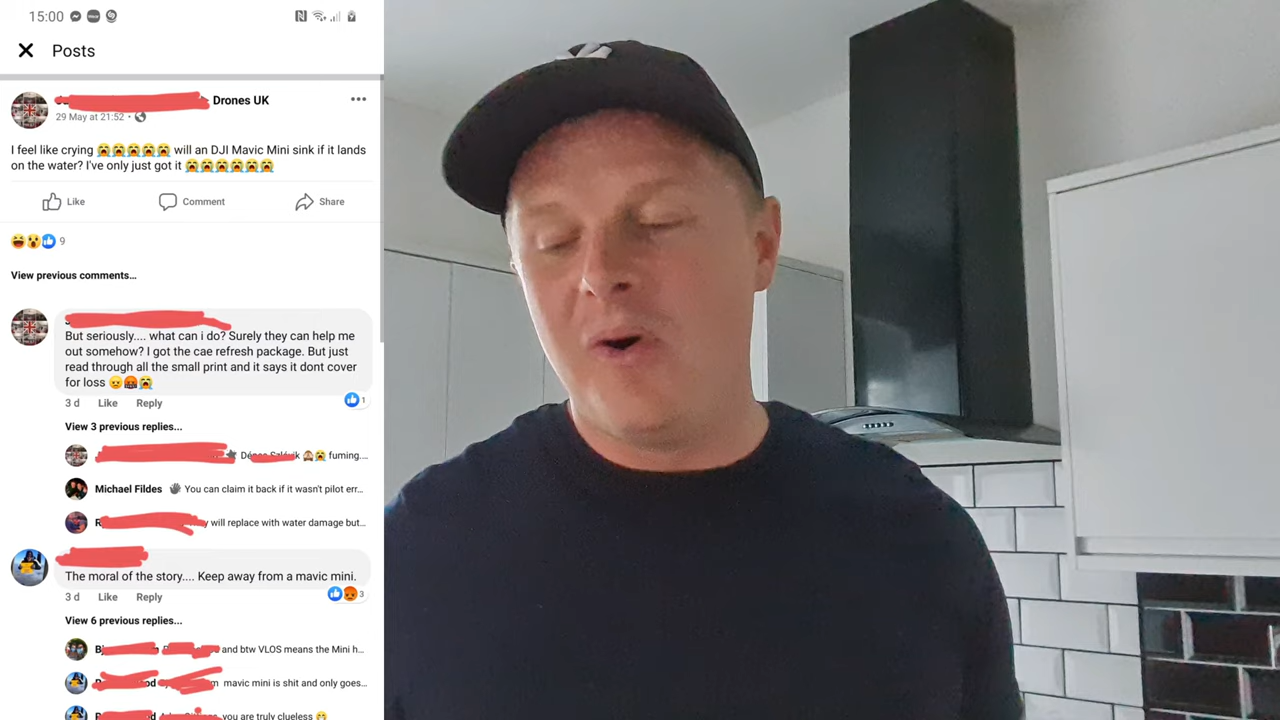 15:00
Posts
Drones UK
29 May at 21:52
I feel like crying 😭😭😭😭😭 will an DJI Mavic Mini sink if it lands
on the water? I've only just got it 😭😭😭😭😭😭
Like Comment Share
9
View previous comments...
But seriously.... what can i do? Surely they can help me
out somehow? I got the cae refresh package. But just
read through all the small print and it says it dont cover
for loss 😠🤬😭
3 d Like Reply 1
View 3 previous replies...
fuming....
Michael Fildes 👋 You can claim it back if it wasn't pilot err...
will replace with water damage but...
The moral of the story.... Keep away from a mavic mini.
3 d Like Reply 3
View 6 previous replies...
and btw VLOS means the Mini h...
mavic mini is shit and only goes...
you are truly clueless